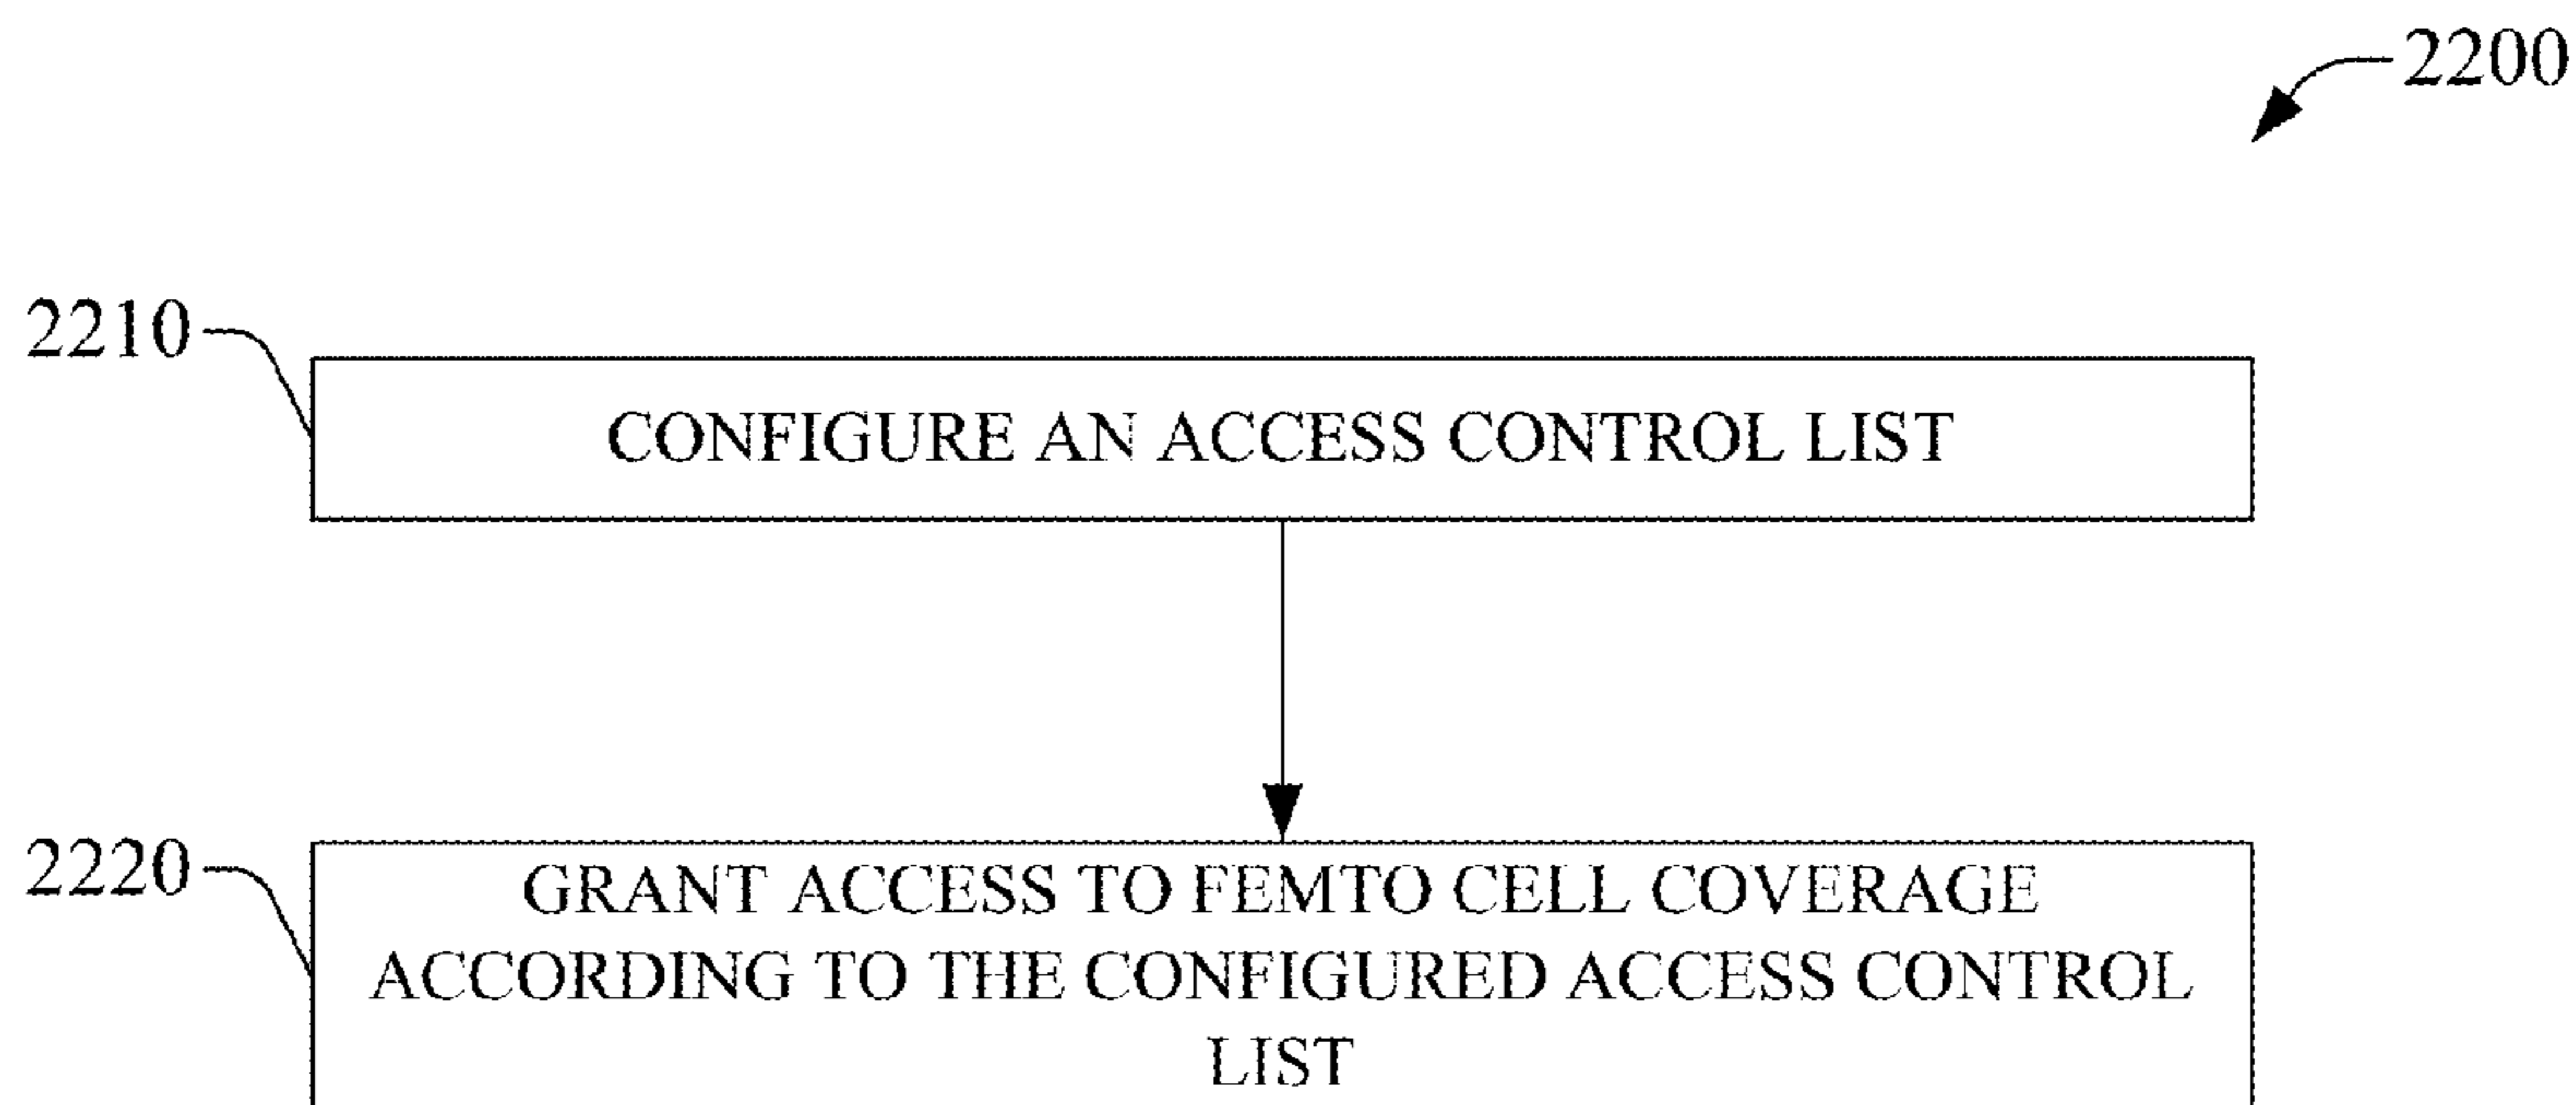 2200
2210
CONFIGURE AN ACCESS CONTROL LIST
2220
GRANT ACCESS TO FEMTO CELL COVERAGE
ACCORDING TO THE CONFIGURED ACCESS CONTROL
LIST